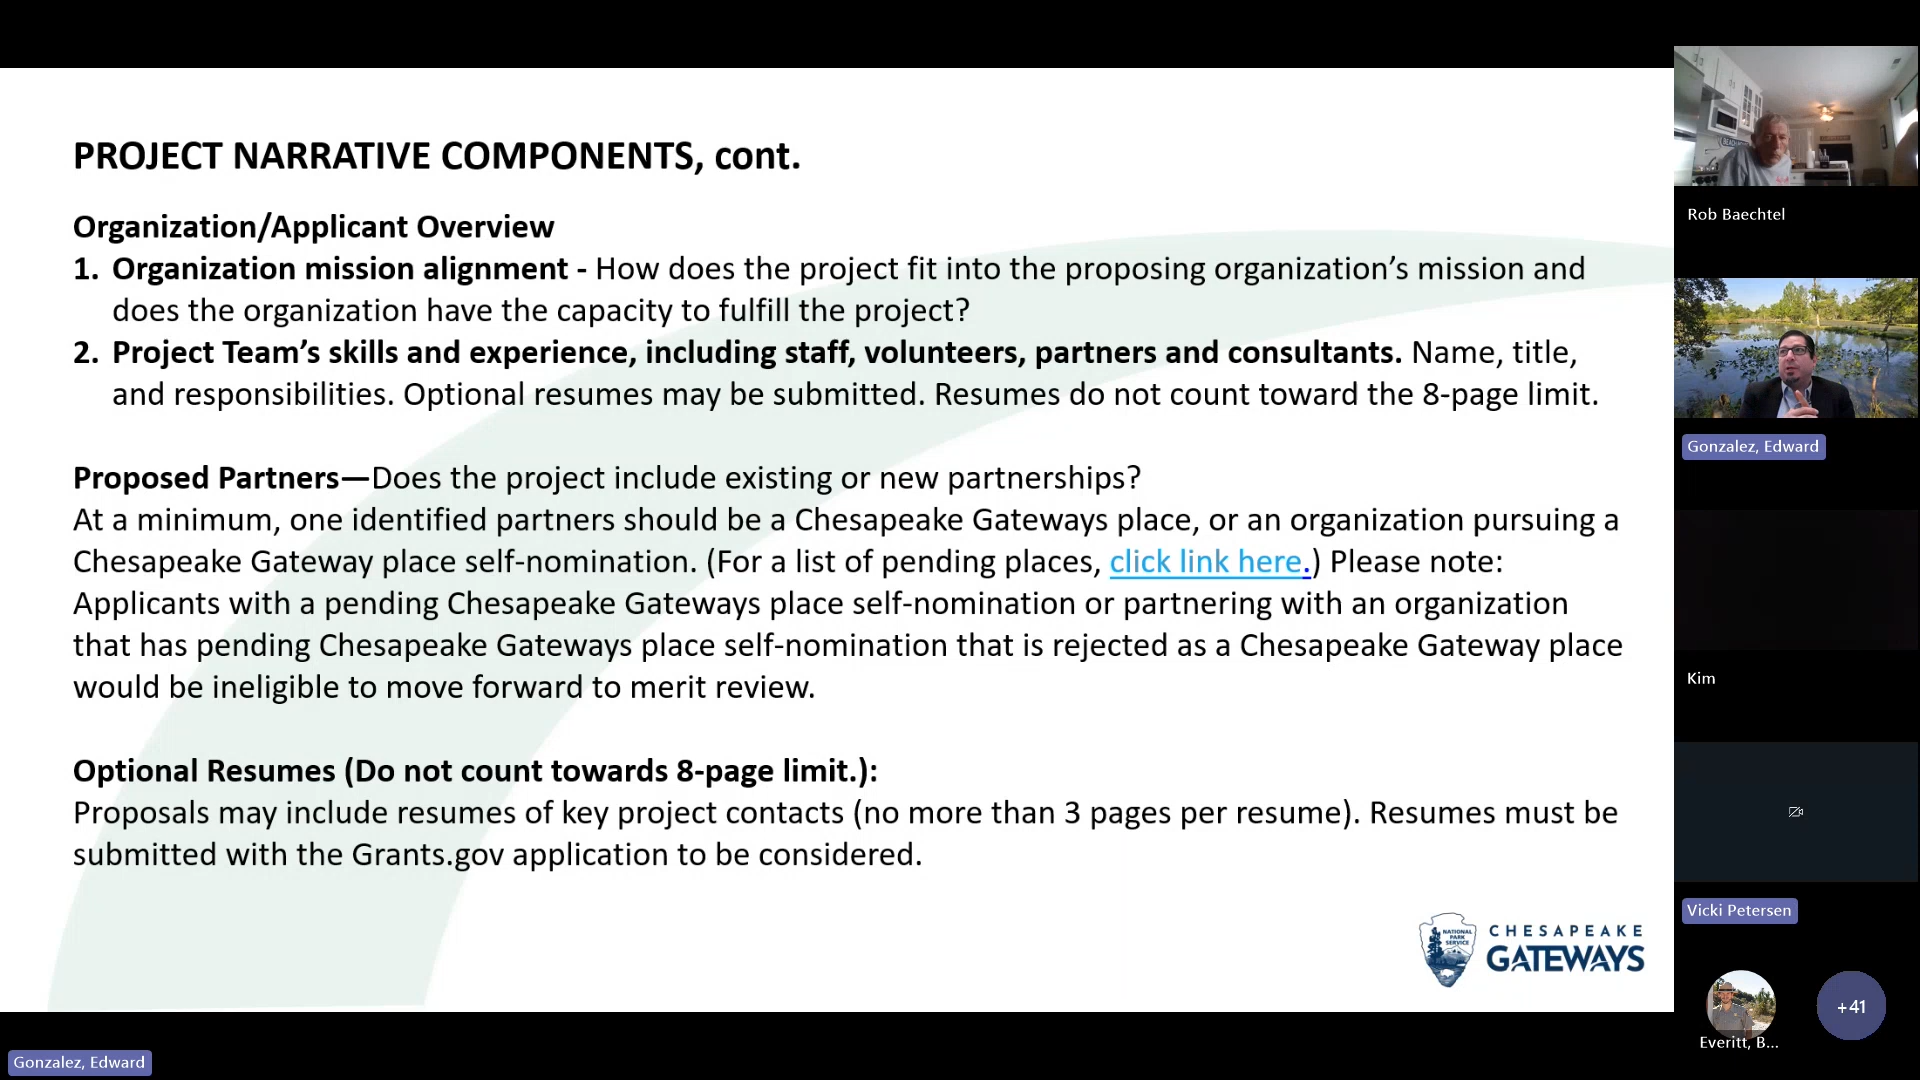 PROJECT NARRATIVE COMPONENTS, cont.
Organization/Applicant Overview
1. Organization mission alignment - How does the project fit into the proposing organization’s mission and
does the organization have the capacity to fulfill the project?
2. Project Team’s skills and experience, including staff, volunteers, partners and consultants. Name, title,
and responsibilities. Optional resumes may be submitted. Resumes do not count toward the 8-page limit.
Proposed Partners—Does the project include existing or new partnerships?
At a minimum, one identified partners should be a Chesapeake Gateways place, or an organization pursuing a
Chesapeake Gateway place self-nomination. (For a list of pending places, click link here.) Please note:
Applicants with a pending Chesapeake Gateways place self-nomination or partnering with an organization
that has pending Chesapeake Gateways place self-nomination that is rejected as a Chesapeake Gateway place
would be ineligible to move forward to merit review.
Optional Resumes (Do not count towards 8-page limit.):
Proposals may include resumes of key project contacts (no more than 3 pages per resume). Resumes must be
submitted with the Grants.gov application to be considered.
NATIONAL
PARK
SERVICE
CHESAPEAKE
GATEWAYS
Rob Baechtel
Gonzalez, Edward
Kim
Vicki Petersen
Everitt, B...
+41
Gonzalez, Edward